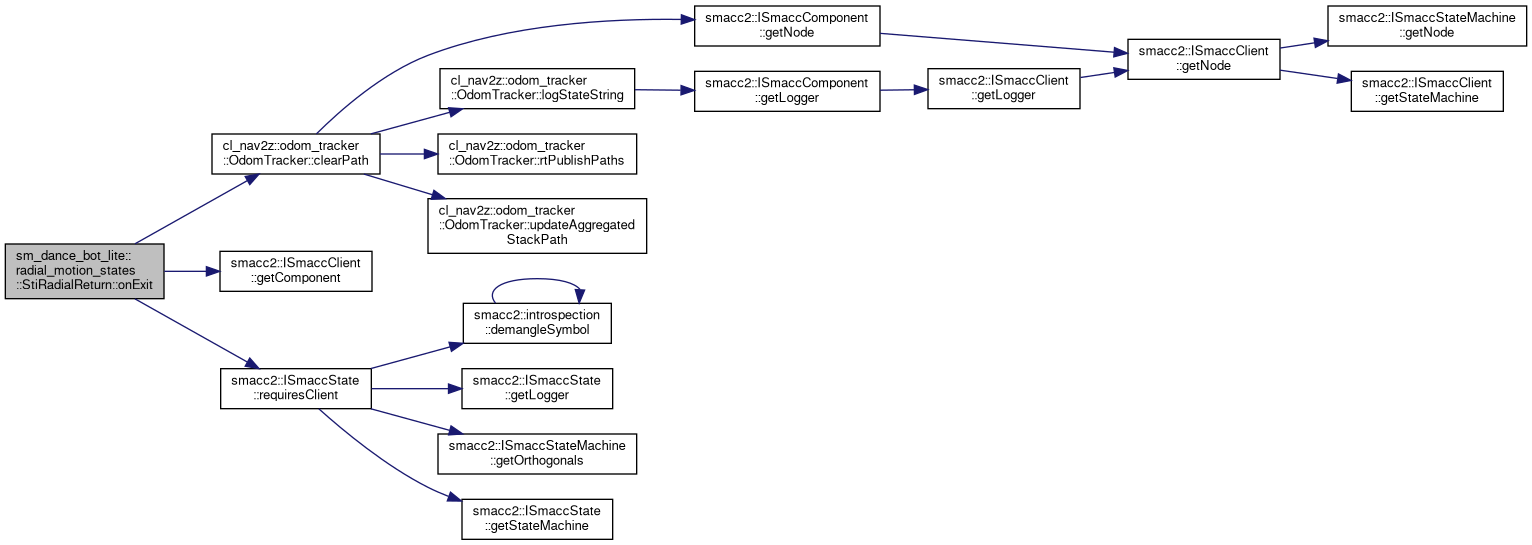 sm_dance_bot_lite::
radial_motion_states
::StiRadialReturn::onExit
cl_nav2z::odom_tracker
::OdomTracker::clearPath
smacc2::ISmaccComponent
::getNode
smacc2::ISmaccClient
::getNode
smacc2::ISmaccStateMachine
::getNode
smacc2::ISmaccClient
::getStateMachine
cl_nav2z::odom_tracker
::OdomTracker::logStateString
smacc2::ISmaccComponent
::getLogger
smacc2::ISmaccClient
::getLogger
cl_nav2z::odom_tracker
::OdomTracker::rtPublishPaths
cl_nav2z::odom_tracker
::OdomTracker::updateAggregated
StackPath
smacc2::ISmaccClient
::getComponent
smacc2::ISmaccState
::requiresClient
smacc2::introspection
::demangleSymbol
smacc2::ISmaccState
::getLogger
smacc2::ISmaccStateMachine
::getOrthogonals
smacc2::ISmaccState
::getStateMachine